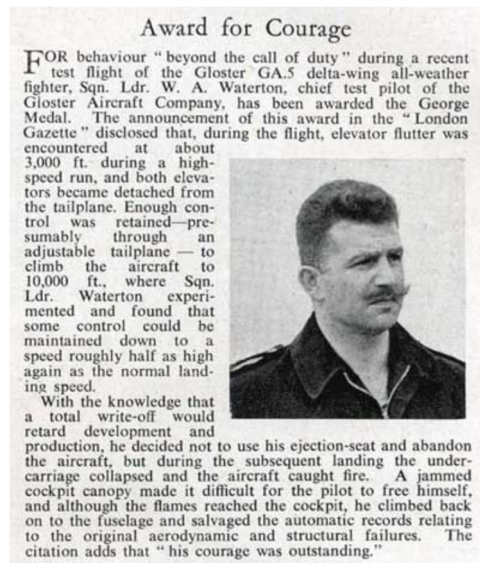 Award for Courage
FOR behaviour "beyond the call of duty" during a recent
test flight of the Gloster GA.5 delta-wing all-weather
fighter, Sqn. Ldr. W. A. Waterton, chief test pilot of the
Gloster Aircraft Company, has been awarded the George
Medal. The announcement of this award in the "London
Gazette" disclosed that, during the flight, elevator flutter was
encountered at about
3,000 ft. during a high-
speed run, and both eleva-
tors became detached from
the tailplane. Enough con-
trol was retained—pre-
sumably through an
adjustable tailplane — to
climb the aircraft to
10,000 ft., where Sqn.
Ldr. Waterton experi-
mented and found that
some control could be
maintained down to a
speed roughly half as high
again as the normal land-
ing speed.
With the knowledge that
a total write-off would
retard development and
production, he decided not to use his ejection-seat and abandon
the aircraft, but during the subsequent landing the under-
carriage collapsed and the aircraft caught fire. A jammed
cockpit canopy made it difficult for the pilot to free himself,
and although the flames reached the cockpit, he climbed back
on to the fuselage and salvaged the automatic records relating
to the original aerodynamic and structural failures. The
citation adds that "his courage was outstanding."